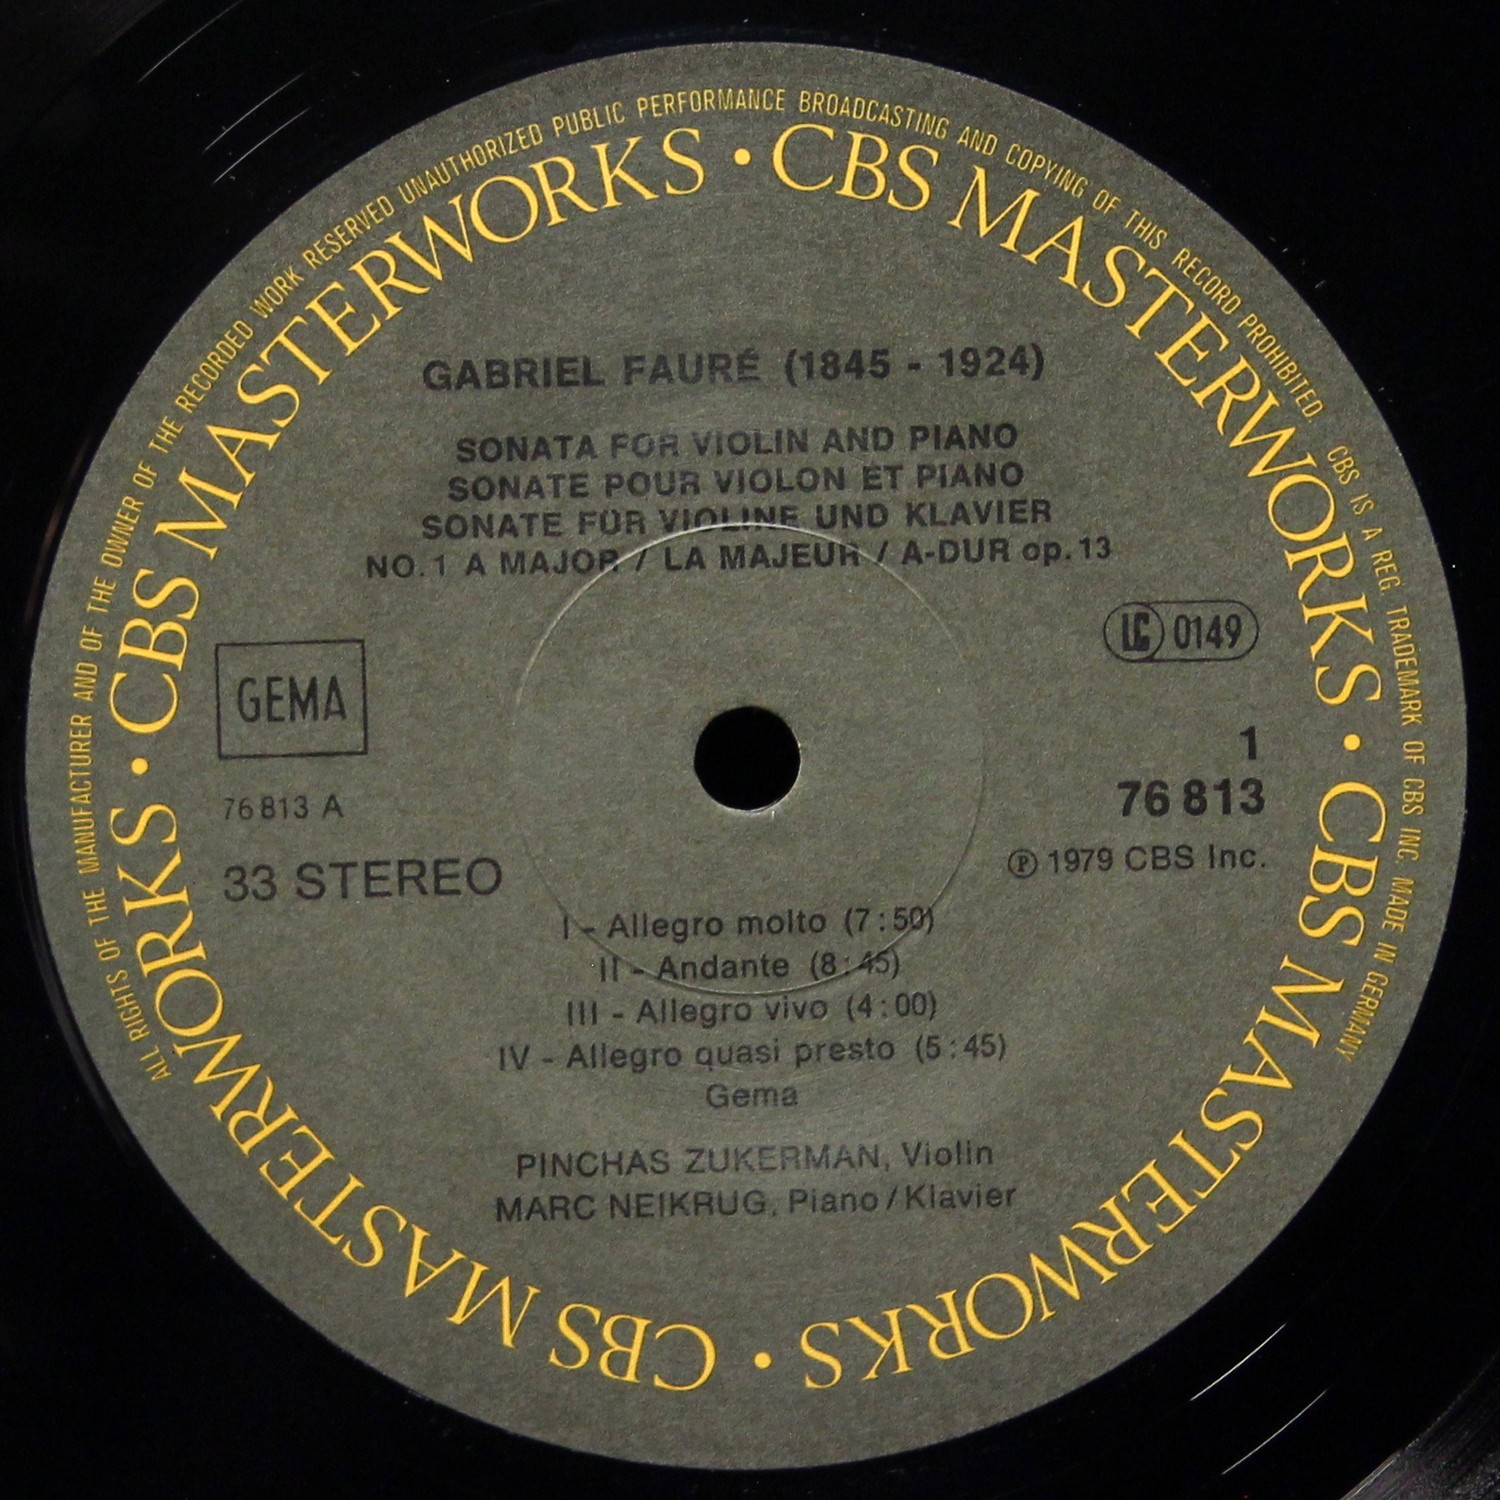 ALL RIGHTS OF THE MANUFACTURER AND OF THE OWNER OF THE RECORDED WORK RESERVED UNAUTHORIZED PUBLIC PERFORMANCE BROADCASTING AND COPYING OF THIS RECORD PROHIBITED. CBS IS A REG. TRADEMARK OF CBS INC. MADE IN GERMANY
CBS MASTERWORKS · CBS MASTERWORKS · CBS MASTERWORKS · CBS MASTERWORKS ·
GABRIEL FAURÉ (1845 - 1924)
SONATA FOR VIOLIN AND PIANO
SONATE POUR VIOLON ET PIANO
SONATE FÜR VIOLINE UND KLAVIER
NO. 1 A MAJOR / LA MAJEUR / A-DUR op. 13
LC 0149
GEMA
1
76 813 A
76 813
33 STEREO
Ⓟ 1979 CBS Inc.
I - Allegro molto (7:50)
II - Andante (8:45)
III - Allegro vivo (4:00)
IV - Allegro quasi presto (5:45)
Gema
PINCHAS ZUKERMAN, Violin
MARC NEIKRUG, Piano / Klavier